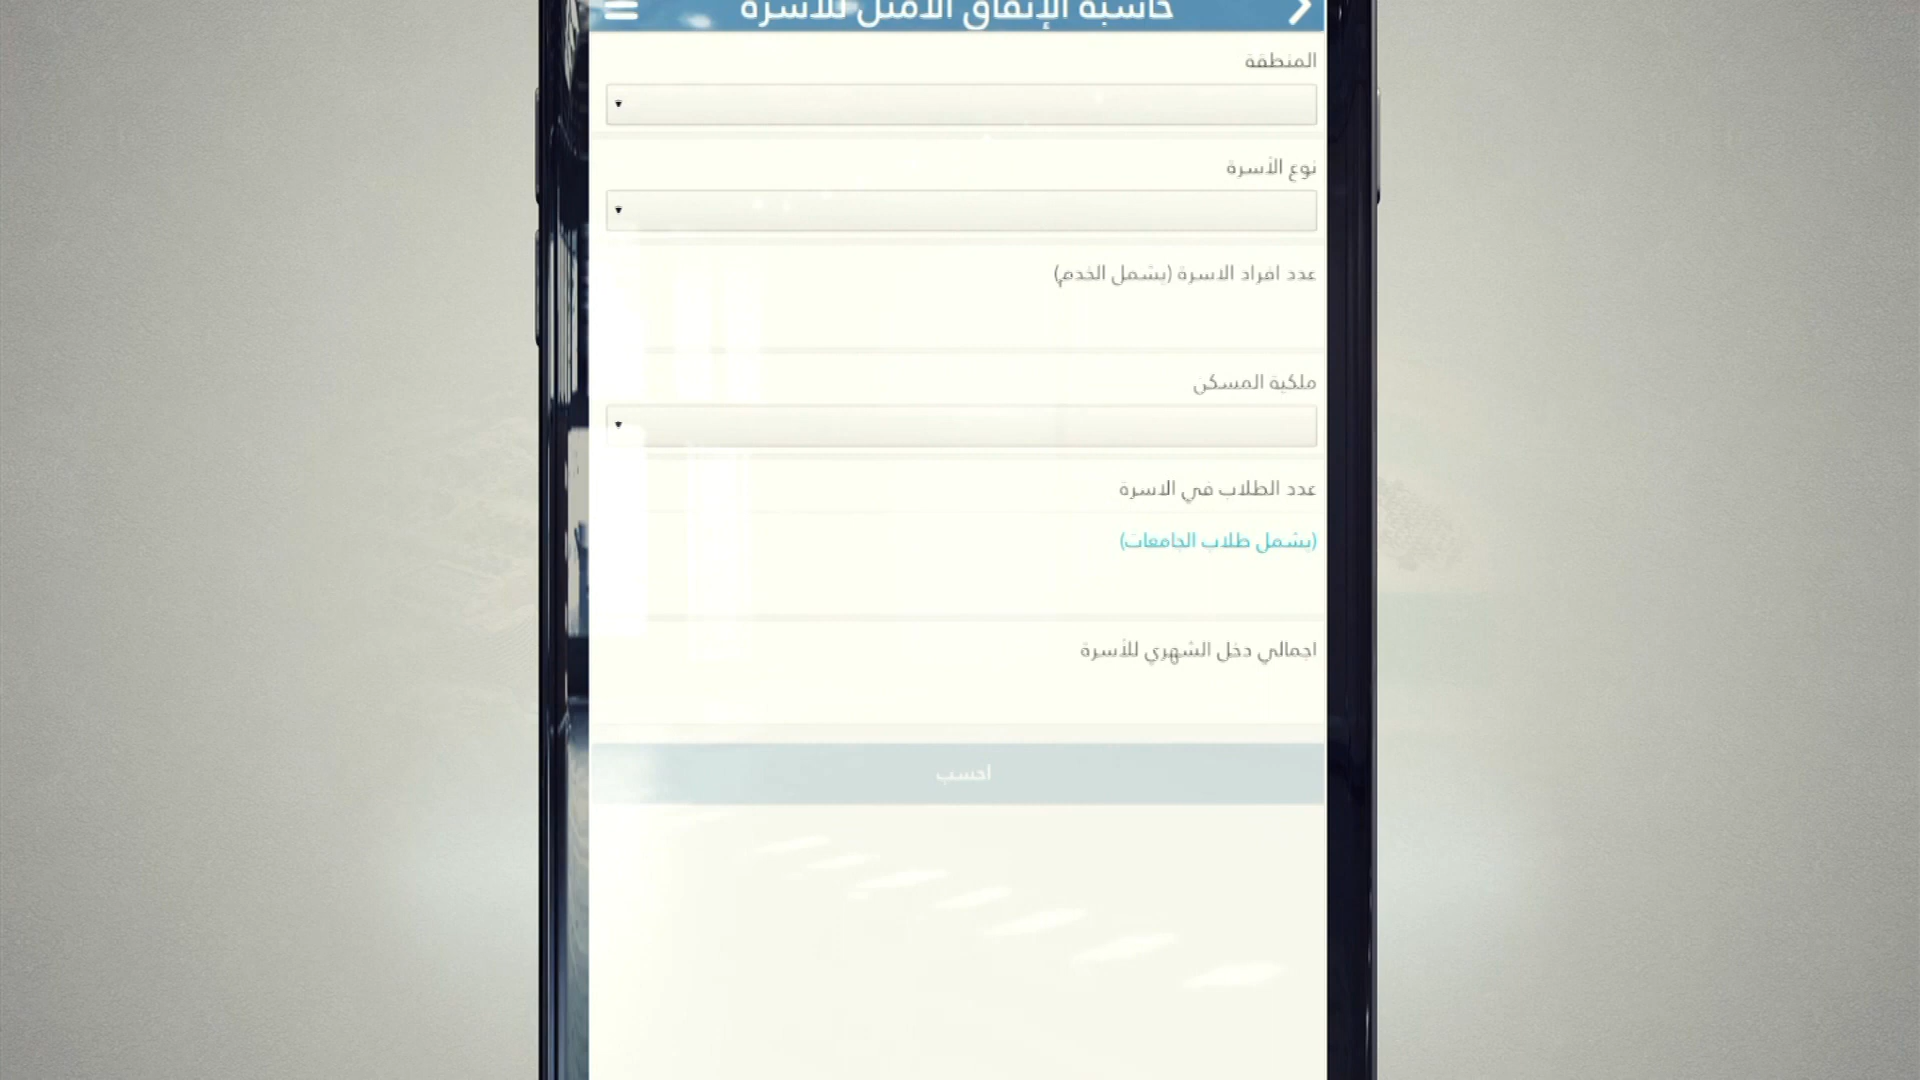 حاسبة الإنفاق الأمثل للأسرة
المنطقة
نوع الأسرة
عدد افراد الاسرة (يشمل الخدم)
ملكية المسكن
عدد الطلاب في الاسرة
(يشمل طلاب الجامعات)
اجمالي دخل الشهري للأسرة
احسب